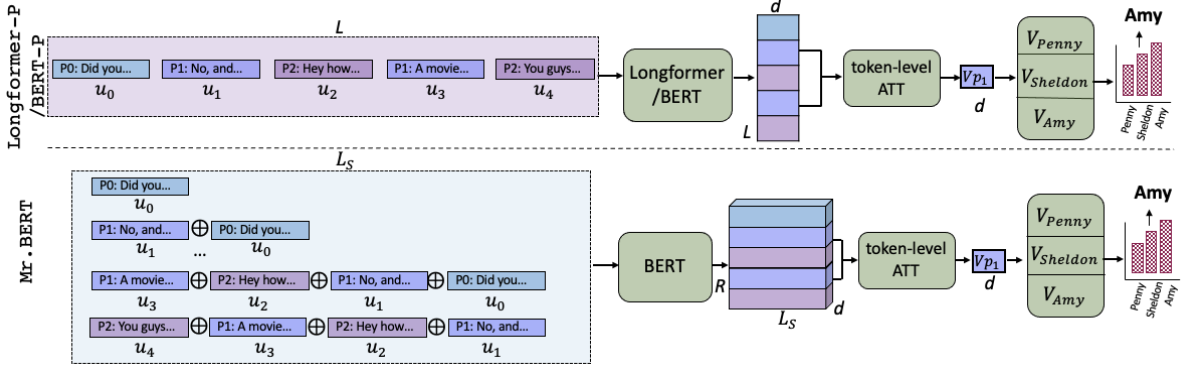 Longformer-P
/BERT-P
L
P0: Did you...
P1: No, and...
P2: Hey how...
P1: A movie...
P2: You guys...
u0
u1
u2
u3
u4
Longformer
/BERT
d
L
token-level
ATT
Vp1
d
VPenny
VSheldon
VAmy
Amy
Penny
Sheldon
Amy
Mr.BERT
LS
P0: Did you...
u0
P1: No, and... ⊕ P0: Did you...
u1 ... u0
P1: A movie... ⊕ P2: Hey how... ⊕ P1: No, and... ⊕ P0: Did you...
u3 u2 u1 u0
P2: You guys... ⊕ P1: A movie... ⊕ P2: Hey how... ⊕ P1: No, and...
u4 u3 u2 u1
BERT
R
LS
d
token-level
ATT
Vp1
d
VPenny
VSheldon
VAmy
Amy
Penny
Sheldon
Amy